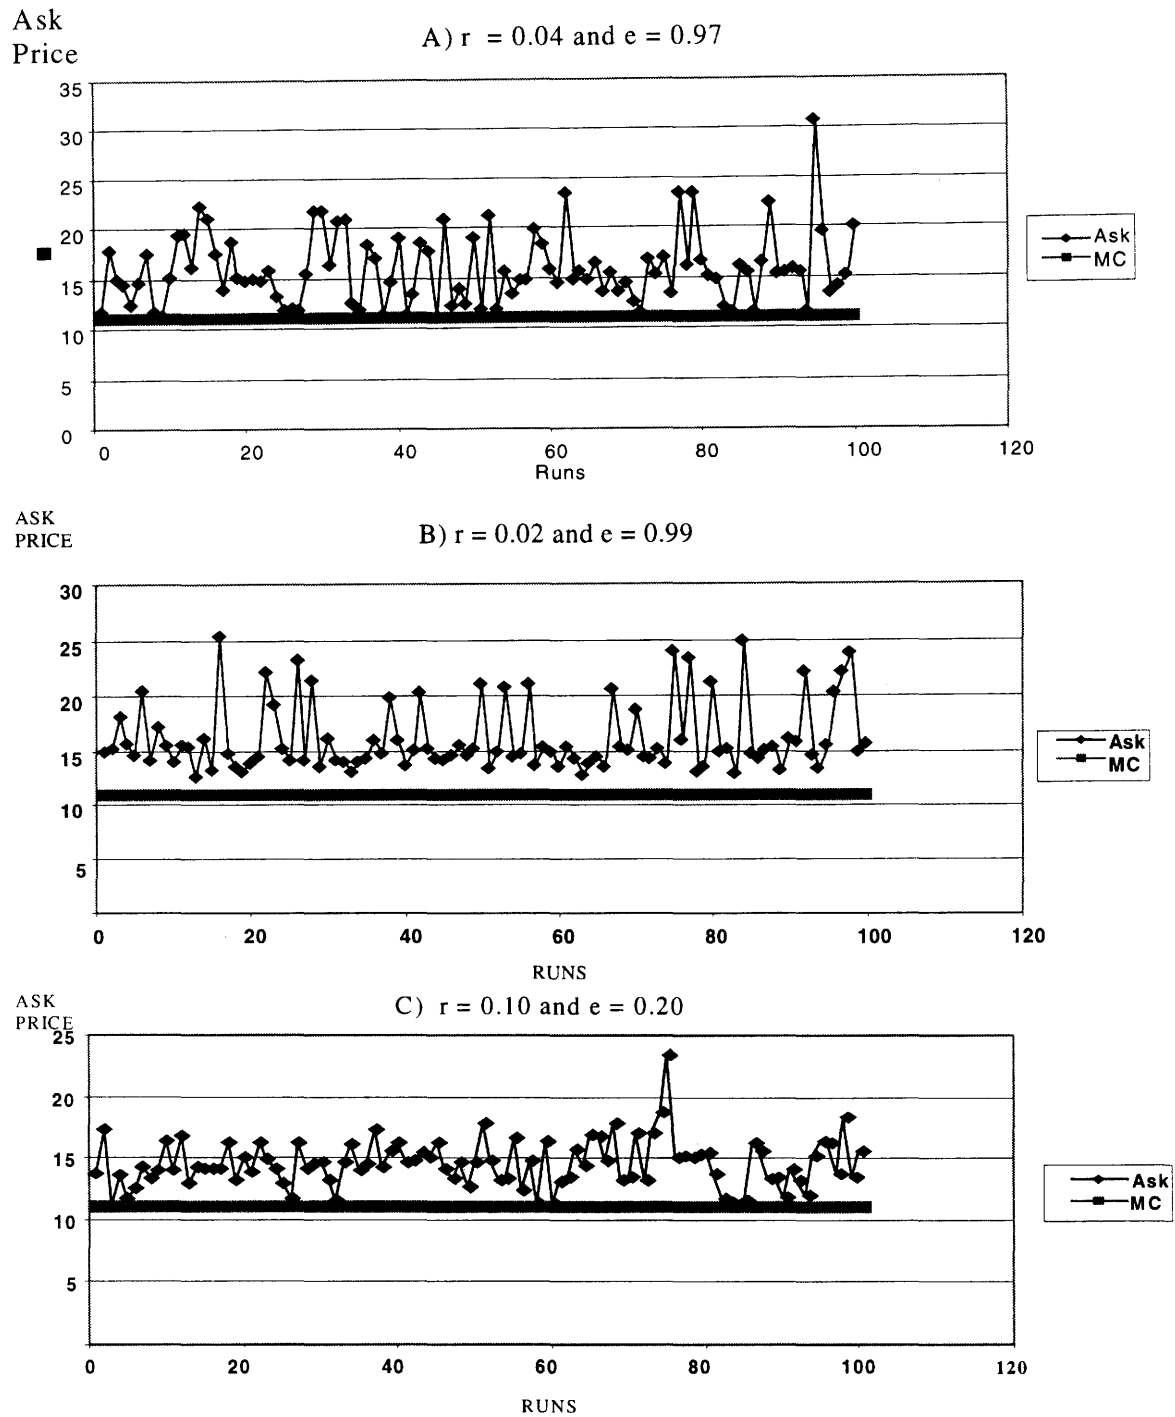 Ask
Price
A) r = 0.04 and e = 0.97
35
30
25
20
15
10
5
0
0 20 40 60 80 100 120
Runs
Ask
MC
ASK
PRICE
B) r = 0.02 and e = 0.99
30
25
20
15
10
5
0 20 40 60 80 100 120
RUNS
Ask
MC
ASK
PRICE
C) r = 0.10 and e = 0.20
25
20
15
10
5
0 20 40 60 80 100 120
RUNS
Ask
MC